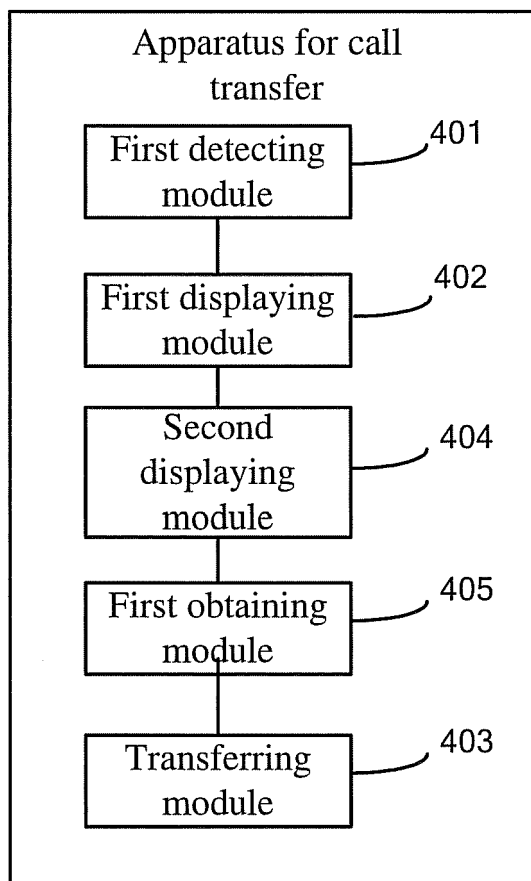 Apparatus for call
transfer
First detecting
module
401
First displaying
module
402
Second
displaying
module
404
First obtaining
module
405
Transferring
module
403